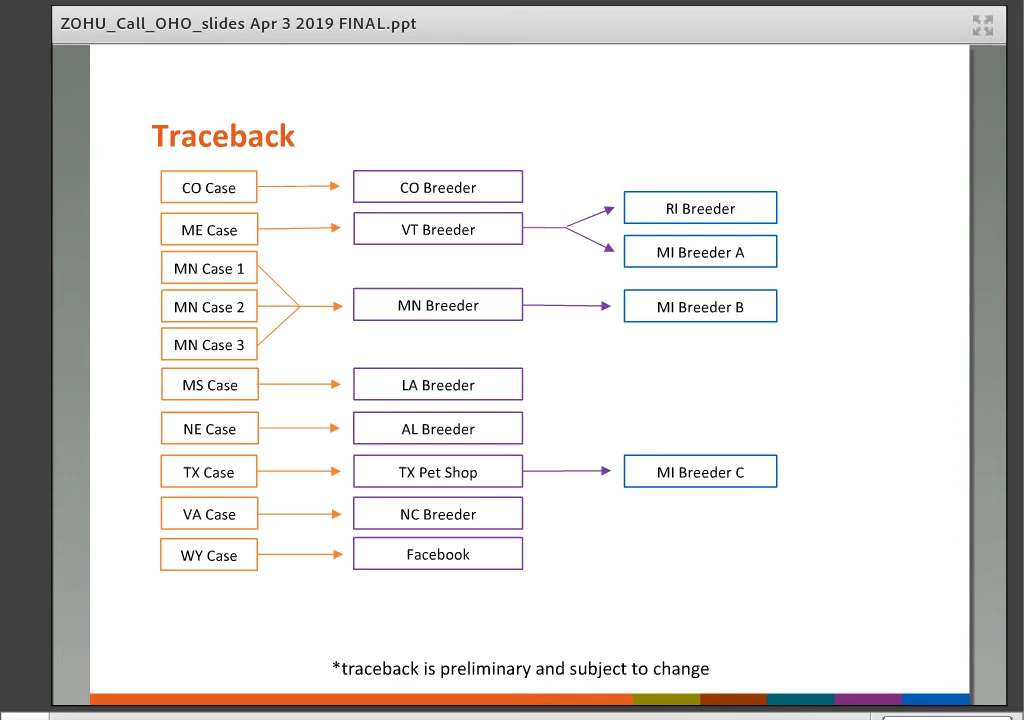 ZOHU_Call_OHO_slides Apr 3 2019 FINAL.ppt
Traceback
CO Case
CO Breeder
RI Breeder
ME Case
VT Breeder
MI Breeder A
MN Case 1
MN Case 2
MN Breeder
MI Breeder B
MN Case 3
MS Case
LA Breeder
NE Case
AL Breeder
TX Case
TX Pet Shop
MI Breeder C
VA Case
NC Breeder
WY Case
Facebook
*traceback is preliminary and subject to change